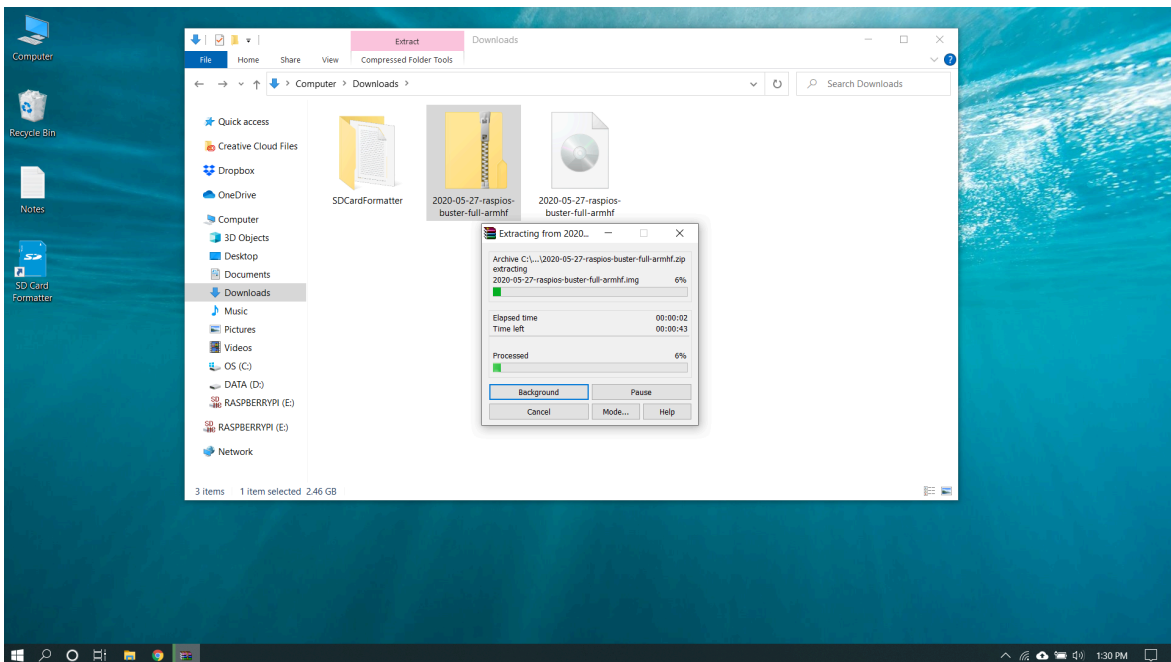 Computer
Recycle Bin
Notes
SD Card
Formatter
Extract
Downloads
File Home Share View Compressed Folder Tools
Computer > Downloads >
Search Downloads
Quick access
Creative Cloud Files
Dropbox
OneDrive
Computer
3D Objects
Desktop
Documents
Downloads
Music
Pictures
Videos
OS (C:)
DATA (D:)
RASPBERRYPI (E:)
RASPBERRYPI (E:)
Network
SDCardFormatter
2020-05-27-raspios-
buster-full-armhf
2020-05-27-raspios-
buster-full-armhf
Extracting from 2020...
Archive C:\...\2020-05-27-raspios-buster-full-armhf.zip
extracting
2020-05-27-raspios-buster-full-armhf.img 6%
Elapsed time 00:00:02
Time left 00:00:43
Processed 6%
Background Pause
Cancel Mode... Help
3 items 1 item selected 2.46 GB
1:30 PM